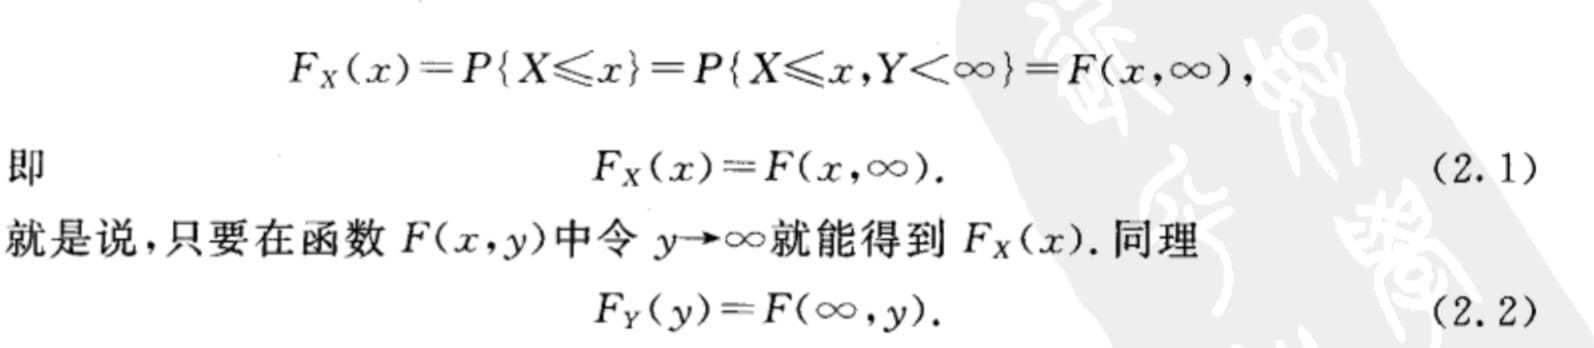 F_X(x)=P{X≤x}=P{X≤x,Y<∞}=F(x,∞),
即 F_X(x)=F(x,∞). (2.1)
就是说,只要在函数 F(x,y)中令 y→∞就能得到 F_X(x). 同理
F_Y(y)=F(∞,y). (2.2)